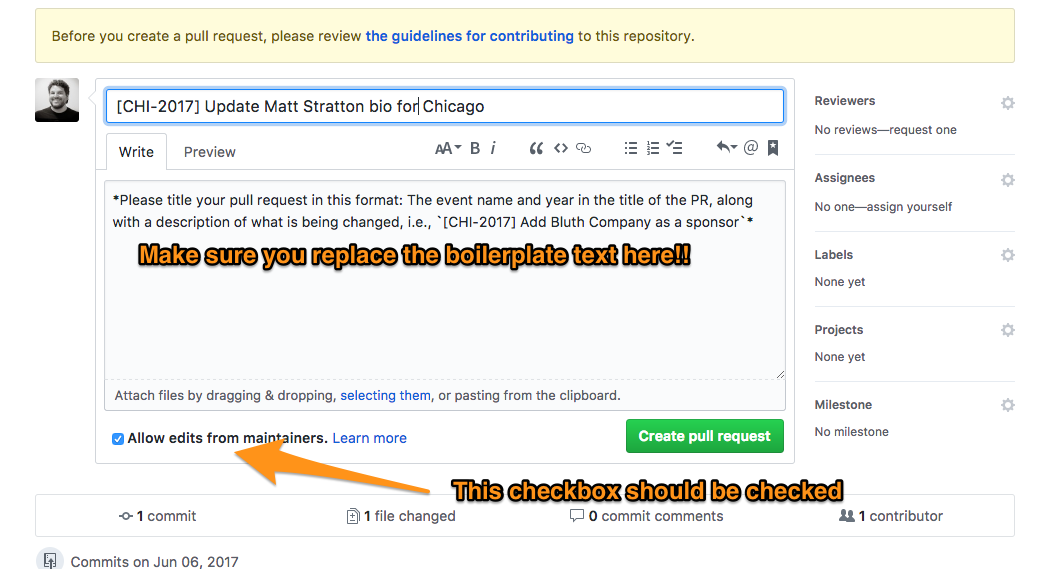 Before you create a pull request, please review the guidelines for contributing to this repository.
[CHI-2017] Update Matt Stratton bio for Chicago
Write Preview AA B i
*Please title your pull request in this format: The event name and year in the title of the PR, along
with a description of what is being changed, i.e., `[CHI-2017] Add Bluth Company as a sponsor`*
Make sure you replace the boilerplate text here!!
Attach files by dragging & dropping, selecting them, or pasting from the clipboard.
Allow edits from maintainers. Learn more
Create pull request
This checkbox should be checked
Reviewers
No reviews—request one
Assignees
No one—assign yourself
Labels
None yet
Projects
None yet
Milestone
No milestone
1 commit 1 file changed 0 commit comments 1 contributor
Commits on Jun 06, 2017